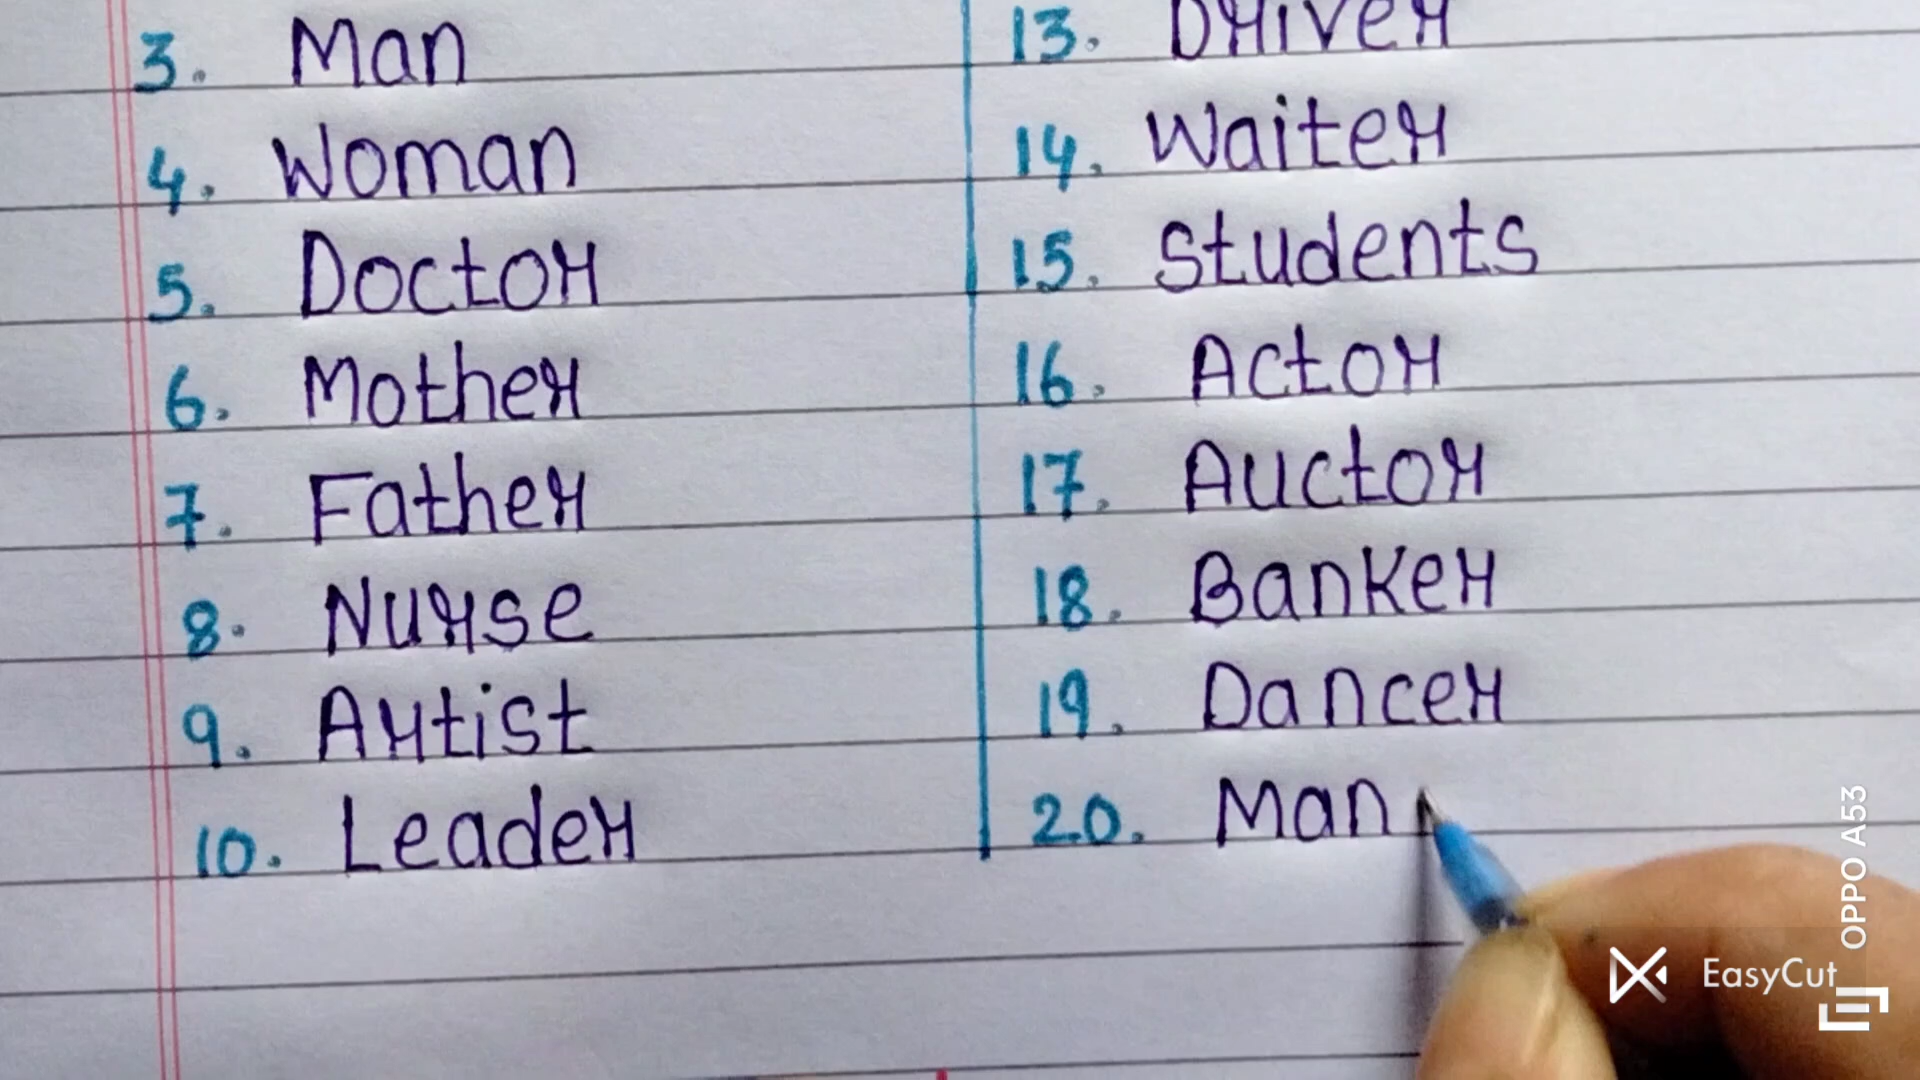 3. Man
4. Woman
5. Doctor
6. Mother
7. Father
8. Nurse
9. Artist
10. Leader
13. Driver
14. Waiter
15. Students
16. Actor
17. Auctor
18. Banker
19. Dancer
20. Man
OPPO A53
EasyCut